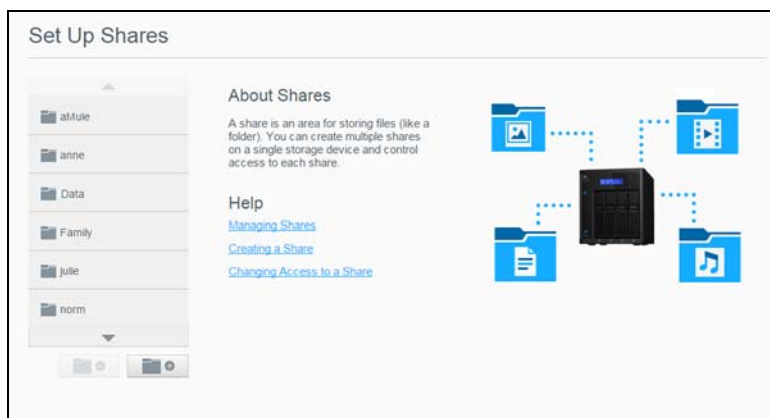 Set Up Shares
aMule
anne
Data
Family
julie
norm
About Shares
A share is an area for storing files (like a
folder). You can create multiple shares
on a single storage device and control
access to each share.
Help
Managing Shares
Creating a Share
Changing Access to a Share